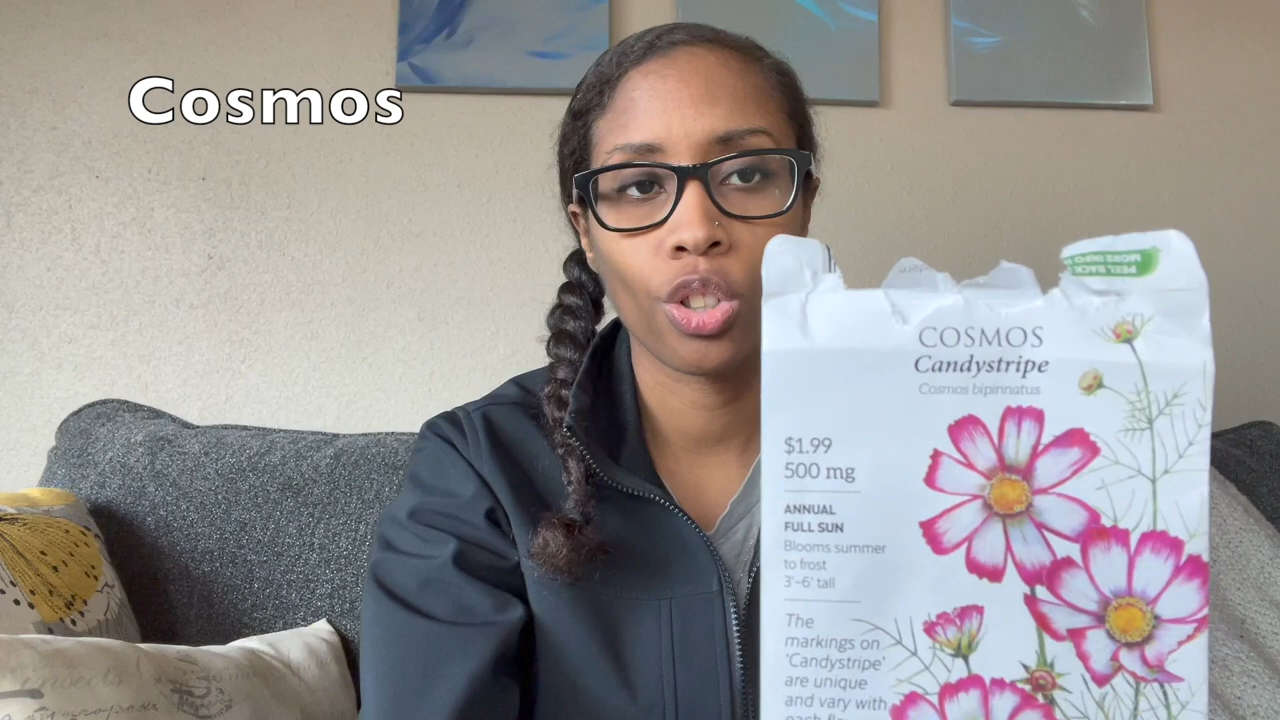 Cosmos
MORE INFO
PEEL BACK
COSMOS
Candystripe
Cosmos bipinnatus
$1.99
500 mg
ANNUAL
FULL SUN
Blooms summer
to frost
3'–6' tall
The
markings on
'Candystripe'
are unique
and vary with
each